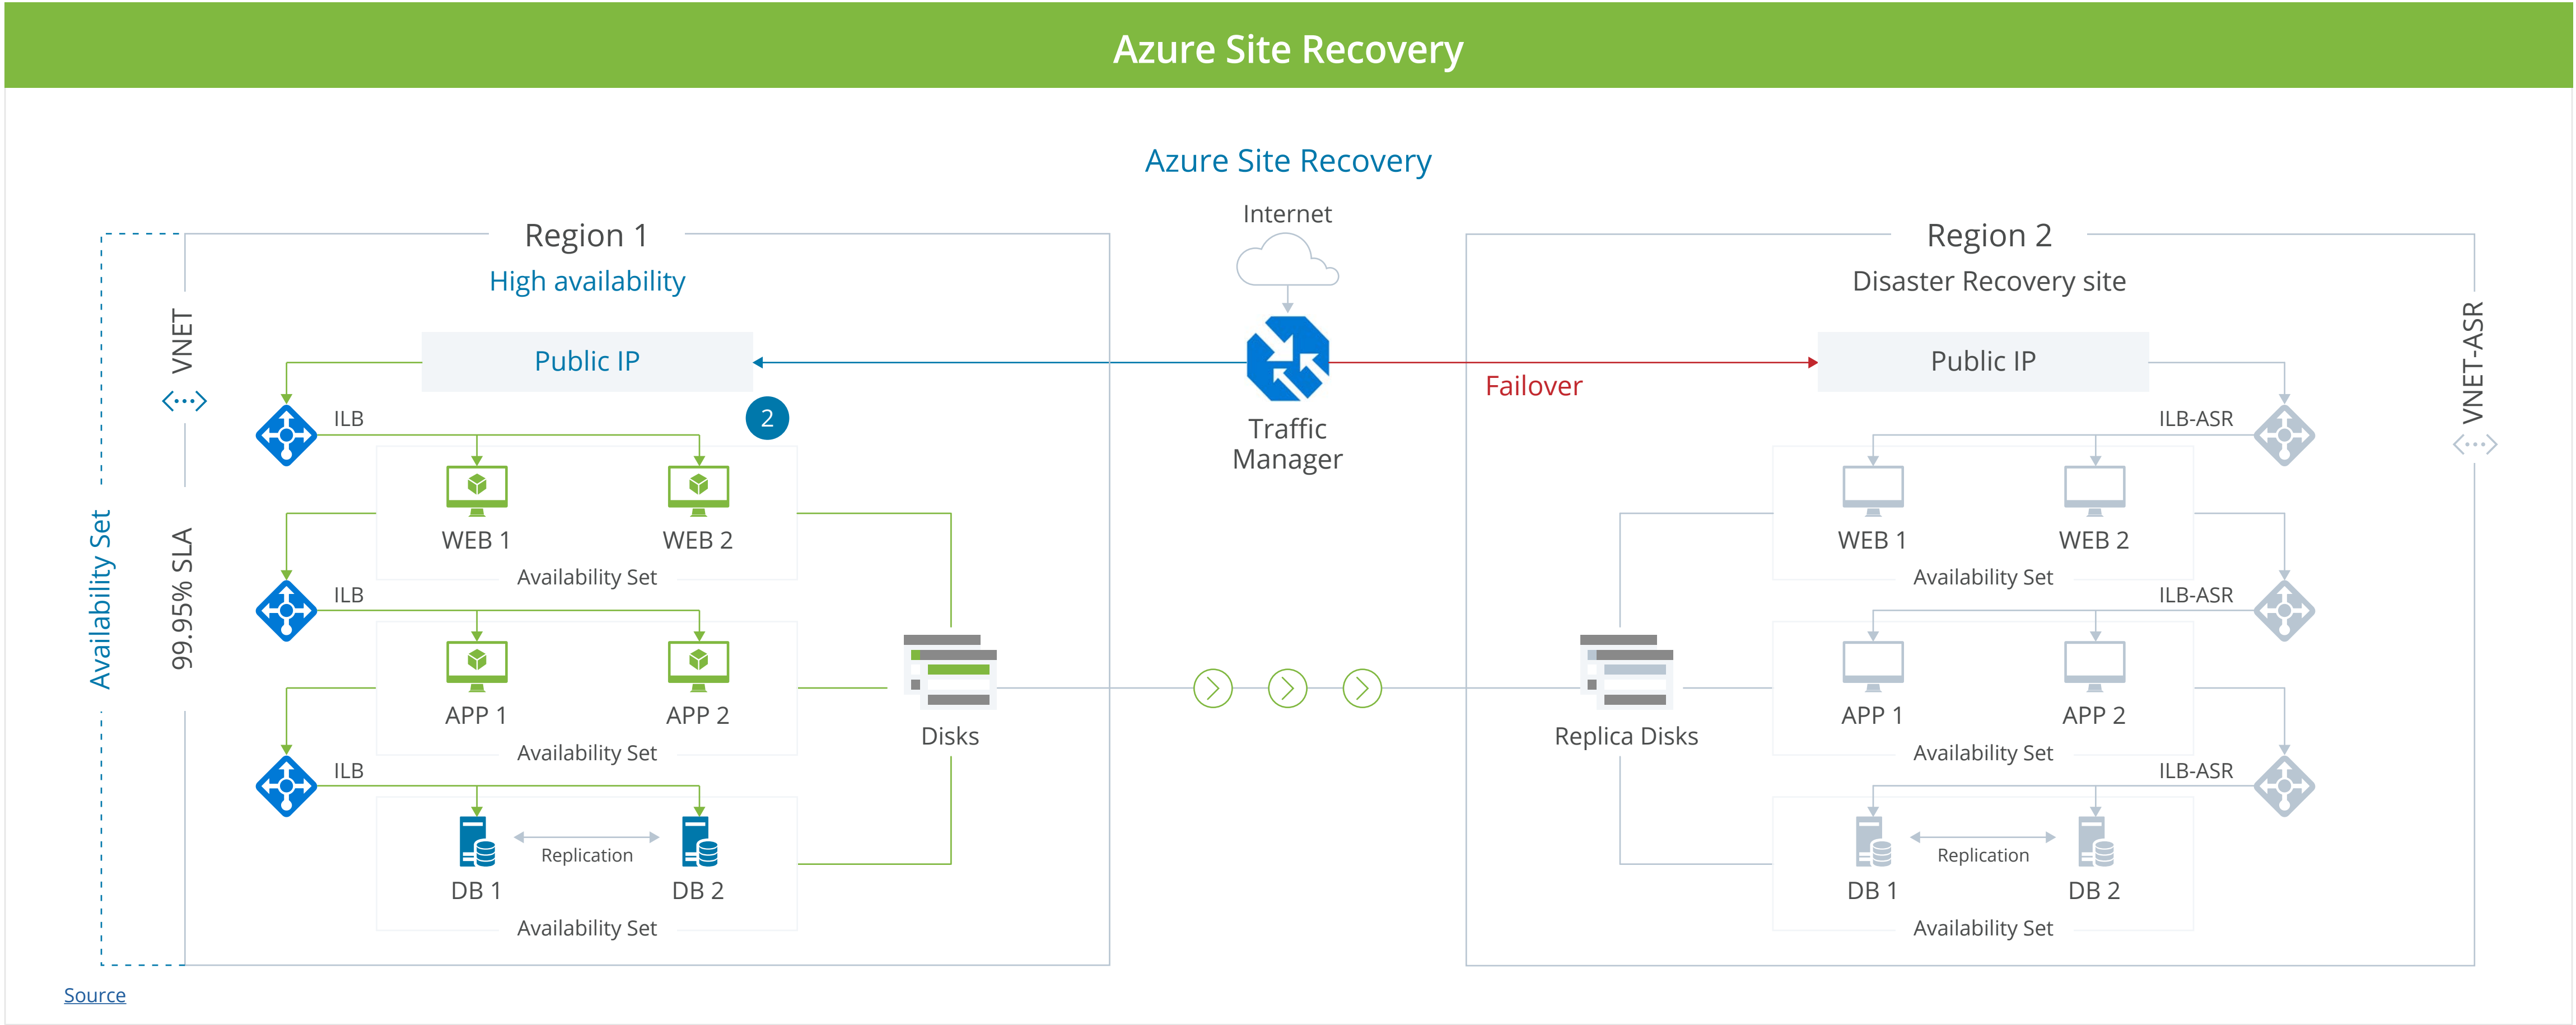 Azure Site Recovery
Azure Site Recovery
Internet
Traffic
Manager
Failover
Region 1
High availability
Public IP
2
VNET
99.95% SLA
Availability Set
ILB
WEB 1
WEB 2
Availability Set
ILB
APP 1
APP 2
Availability Set
ILB
DB 1
Replication
DB 2
Availability Set
Disks
Region 2
Disaster Recovery site
Public IP
VNET-ASR
ILB-ASR
WEB 1
WEB 2
Availability Set
ILB-ASR
APP 1
APP 2
Availability Set
ILB-ASR
DB 1
Replication
DB 2
Availability Set
Replica Disks
Source